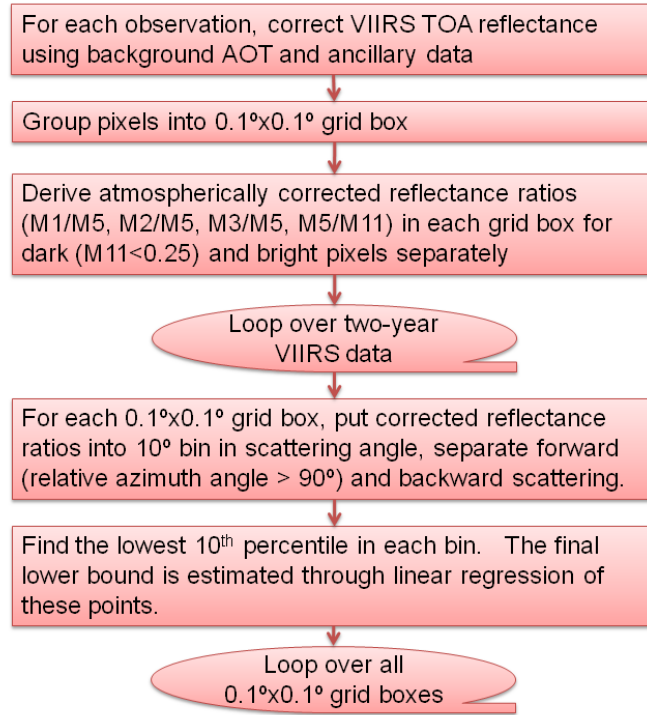 For each observation, correct VIIRS TOA reflectance
using background AOT and ancillary data
Group pixels into 0.1ºx0.1º grid box
Derive atmospherically corrected reflectance ratios
(M1/M5, M2/M5, M3/M5, M5/M11) in each grid box for
dark (M11<0.25) and bright pixels separately
Loop over two-year
VIIRS data
For each 0.1ºx0.1º grid box, put corrected reflectance
ratios into 10º bin in scattering angle, separate forward
(relative azimuth angle > 90º) and backward scattering.
Find the lowest 10th percentile in each bin. The final
lower bound is estimated through linear regression of
these points.
Loop over all
0.1ºx0.1º grid boxes